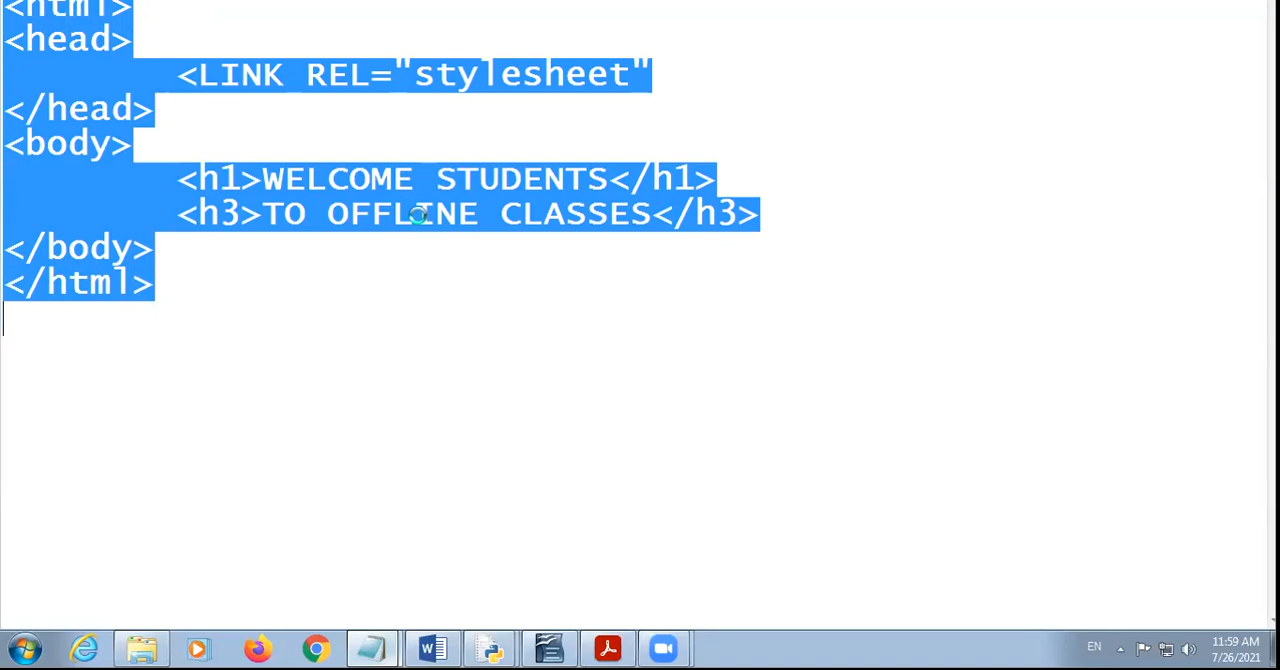 <html>
<head>
<LINK REL="stylesheet"
</head>
<body>
<h1>WELCOME STUDENTS</h1>
<h3>TO OFFLINE CLASSES</h3>
</body>
</html>
EN
11:59 AM
7/26/2021